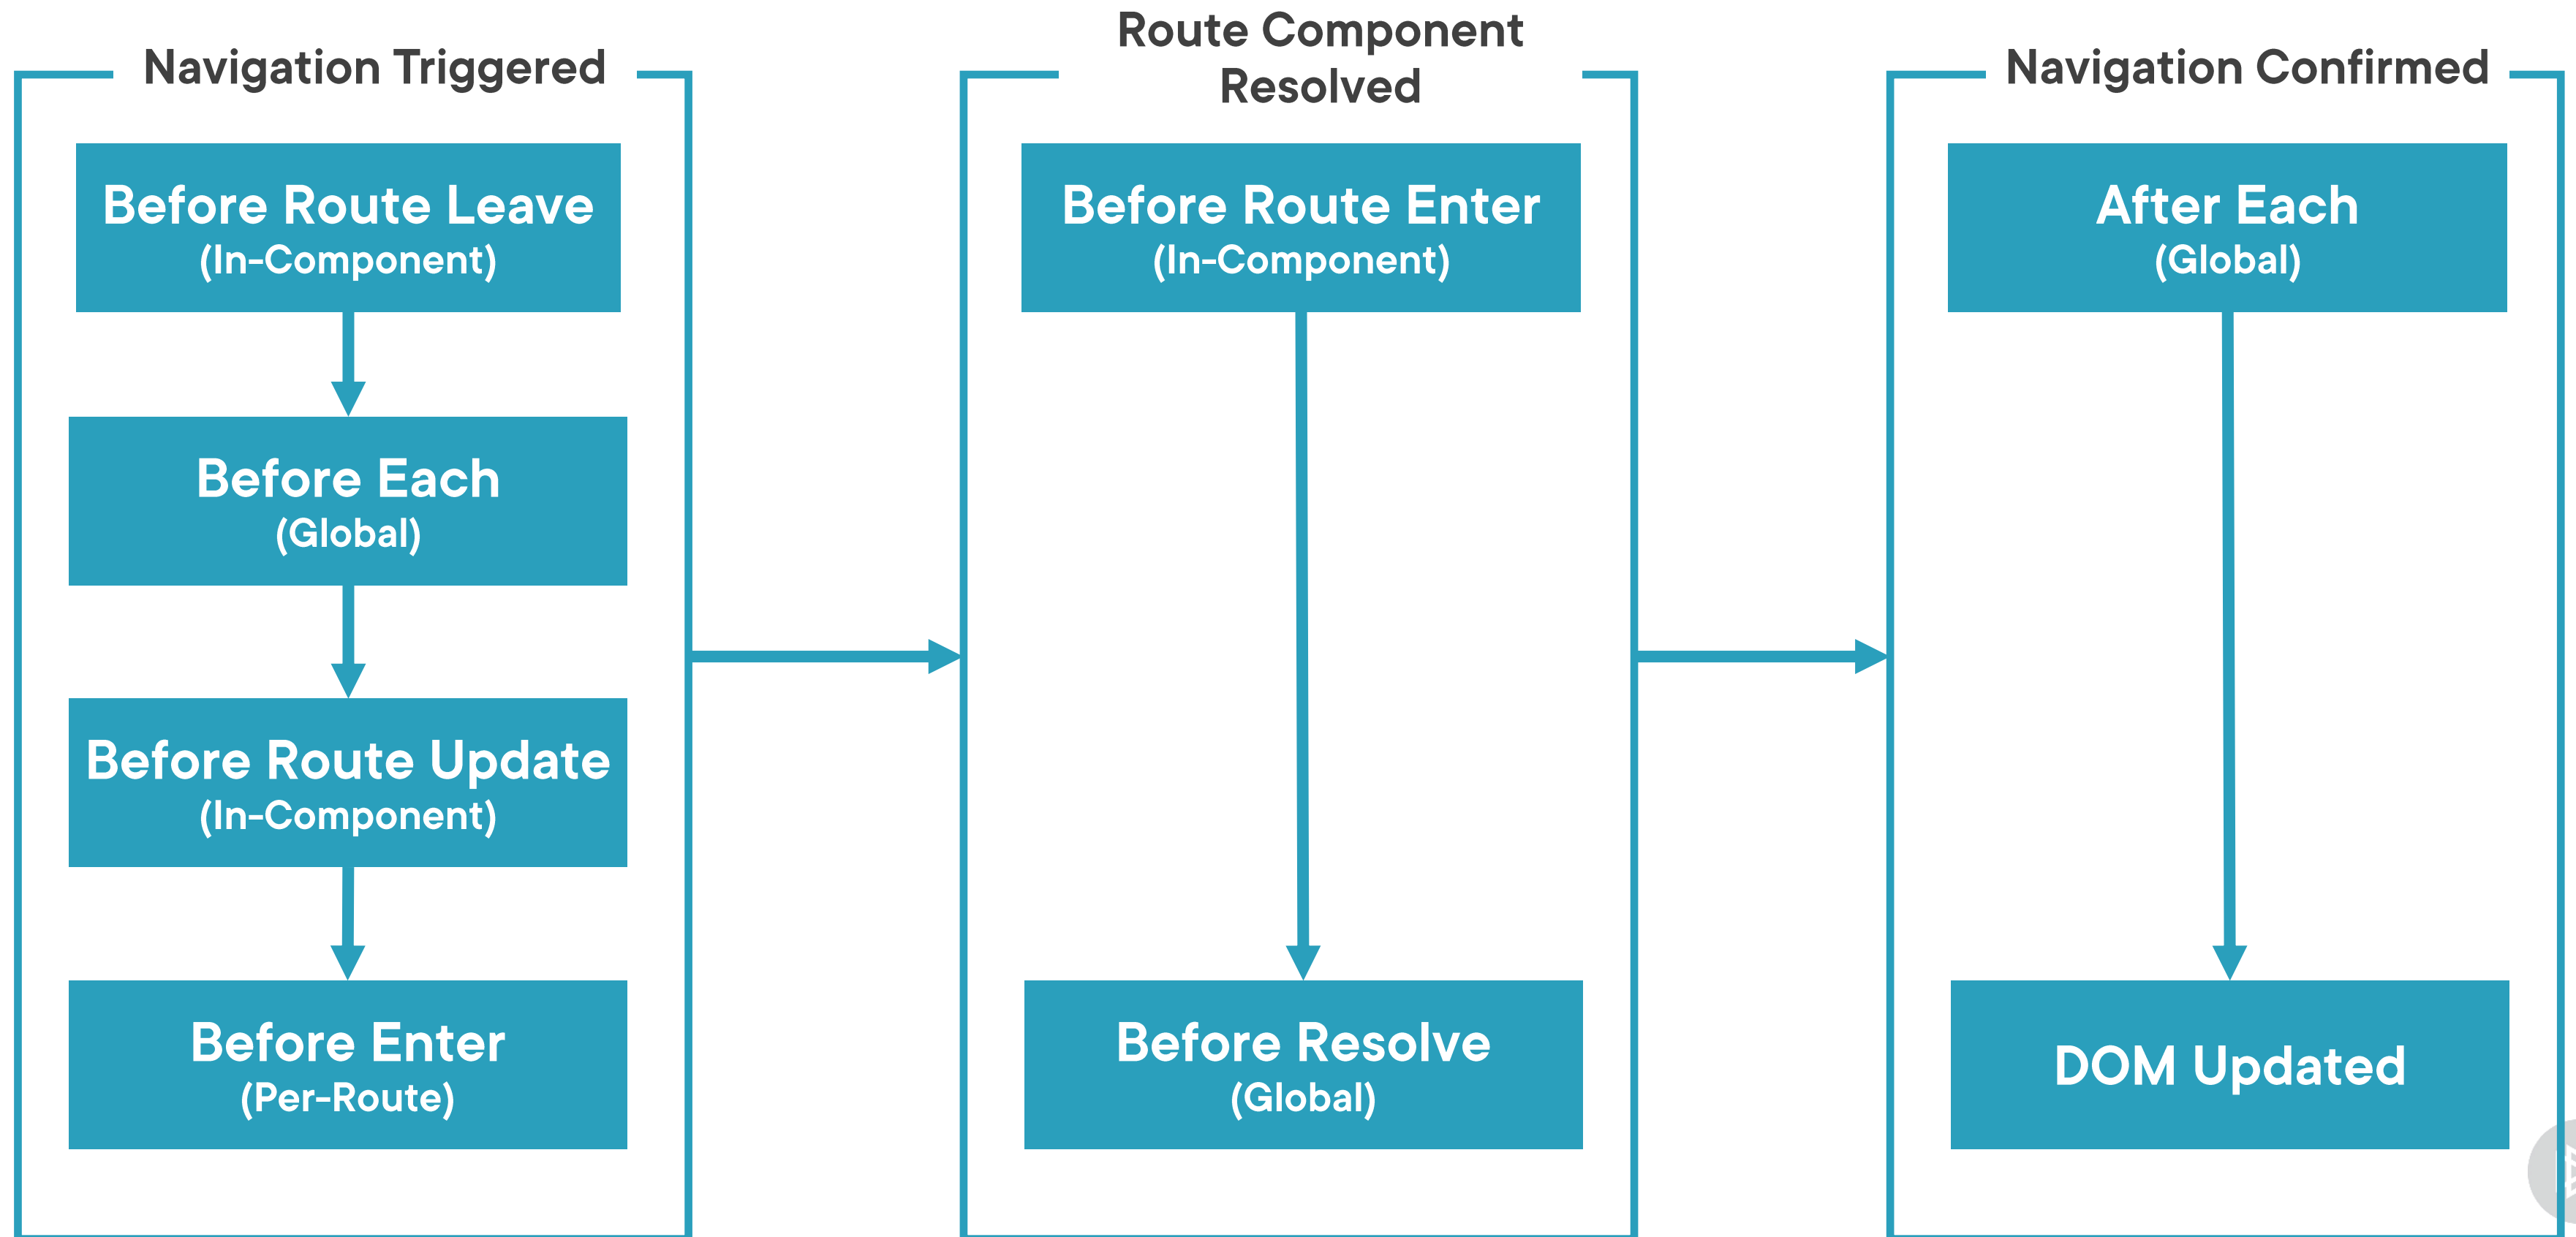 Navigation Triggered
Before Route Leave
(In-Component)
Before Each
(Global)
Before Route Update
(In-Component)
Before Enter
(Per-Route)
Route Component
Resolved
Before Route Enter
(In-Component)
Before Resolve
(Global)
Navigation Confirmed
After Each
(Global)
DOM Updated